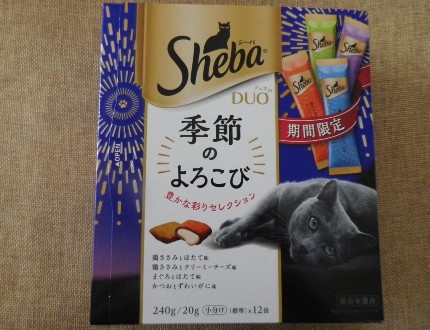 シーバ
Sheba®
デュオ
DUO
Sheba
Sheba
Sheba
期間限定
季節
の
よろこび
豊かな彩りセレクション
▲OPEN
鶏ささみとほたて味
鶏ささみとクリーミーチーズ味
まぐろとほたて味
かつおとずわいがに味
240g/20g 小分け (標準)×12袋
総合栄養食